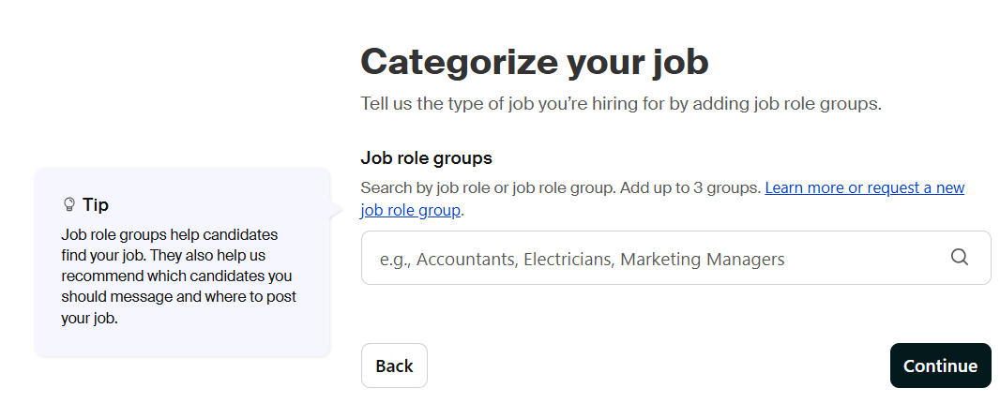 Categorize your job
Tell us the type of job you’re hiring for by adding job role groups.
Job role groups
Search by job role or job role group. Add up to 3 groups. Learn more or request a new
job role group.
e.g., Accountants, Electricians, Marketing Managers
Tip
Job role groups help candidates
find your job. They also help us
recommend which candidates you
should message and where to post
your job.
Back
Continue